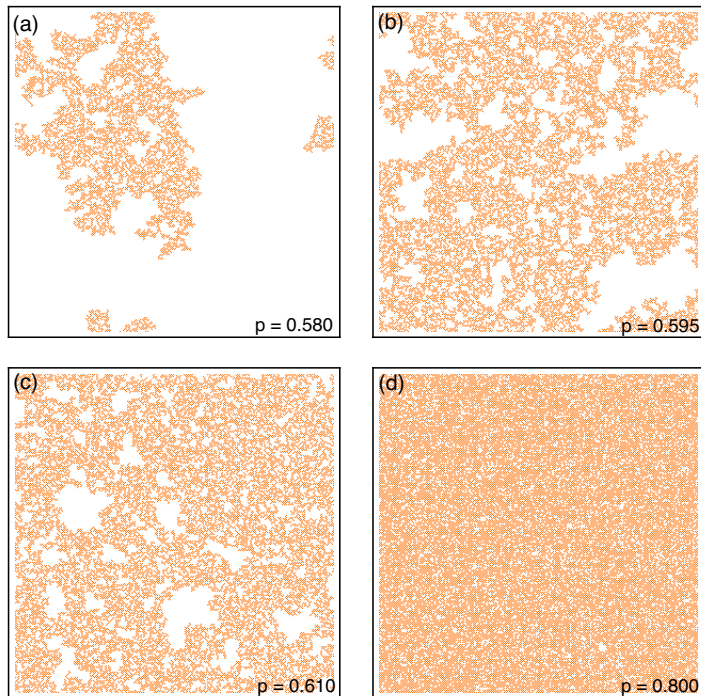 (a)
p = 0.580
(b)
p = 0.595
(c)
p = 0.610
(d)
p = 0.800